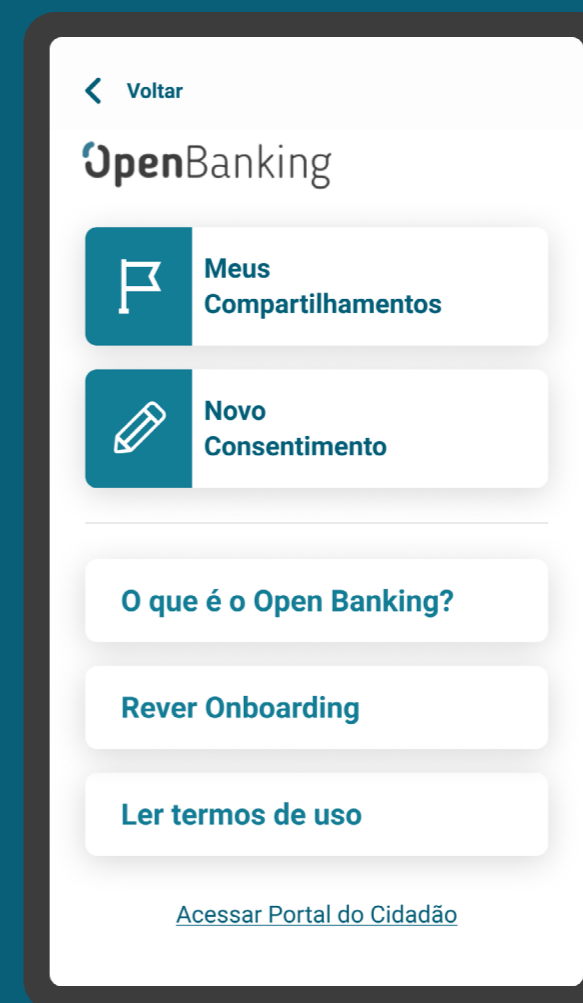 Voltar
OpenBanking
Meus
Compartilhamentos
Novo
Consentimento
O que é o Open Banking?
Rever Onboarding
Ler termos de uso
Acessar Portal do Cidadão